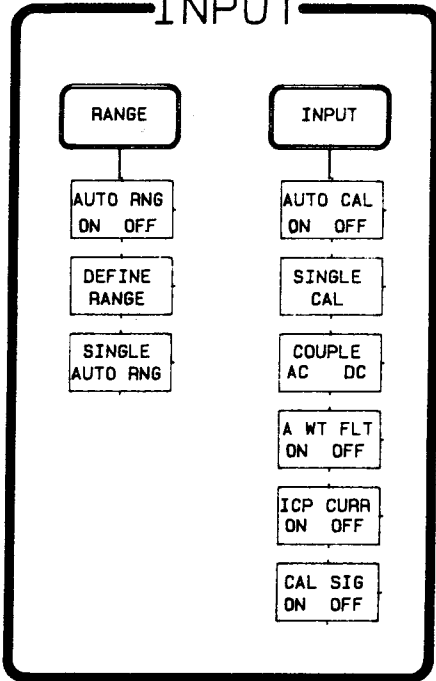 INPUT
RANGE
AUTO RNG
ON OFF
DEFINE
RANGE
SINGLE
AUTO RNG
INPUT
AUTO CAL
ON OFF
SINGLE
CAL
COUPLE
AC DC
A WT FLT
ON OFF
ICP CURR
ON OFF
CAL SIG
ON OFF